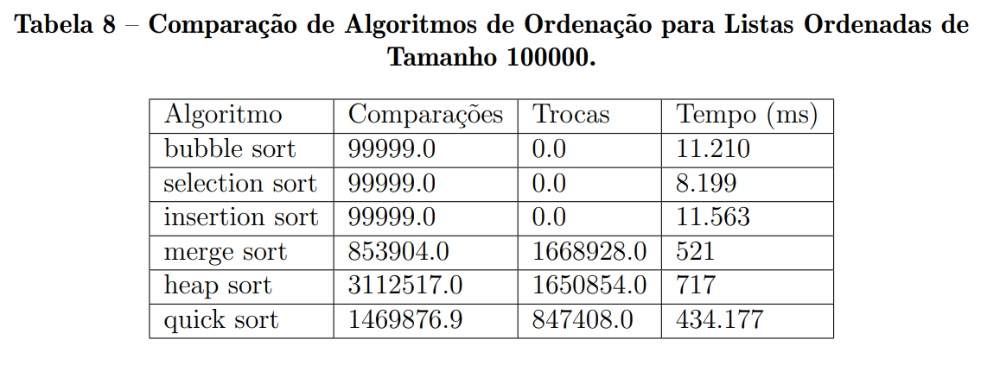 Tabela 8 – Comparação de Algoritmos de Ordenação para Listas Ordenadas de
Tamanho 100000.
Algoritmo Comparações Trocas Tempo (ms)
bubble sort 99999.0 0.0 11.210
selection sort 99999.0 0.0 8.199
insertion sort 99999.0 0.0 11.563
merge sort 853904.0 1668928.0 521
heap sort 3112517.0 1650854.0 717
quick sort 1469876.9 847408.0 434.177